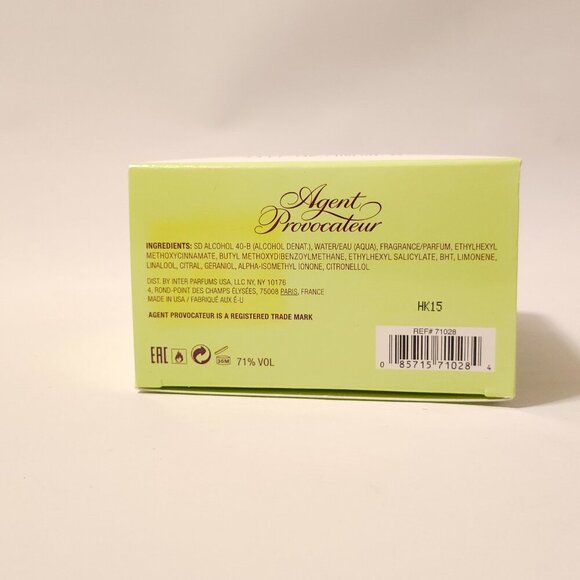 Agent
Provocateur
INGREDIENTS: SD ALCOHOL 40-B (ALCOHOL DENAT.), WATER/EAU (AQUA), FRAGRANCE/PARFUM, ETHYLHEXYL
METHOXYCINNAMATE, BUTYL METHOXYDIBENZOYLMETHANE, ETHYLHEXYL SALICYLATE, BHT, LIMONENE,
LINALOOL, CITRAL, GERANIOL, ALPHA-ISOMETHYL IONONE, CITRONELLOL
DIST. BY INTER PARFUMS USA, LLC NY, NY 10176
4, ROND-POINT DES CHAMPS ÉLYSÉES, 75008 PARIS, FRANCE
MADE IN USA / FABRIQUÉ AUX É-U
HK15
AGENT PROVOCATEUR IS A REGISTERED TRADE MARK
REF# 71028
0 85715 71028 4
EAC 36M 71% VOL